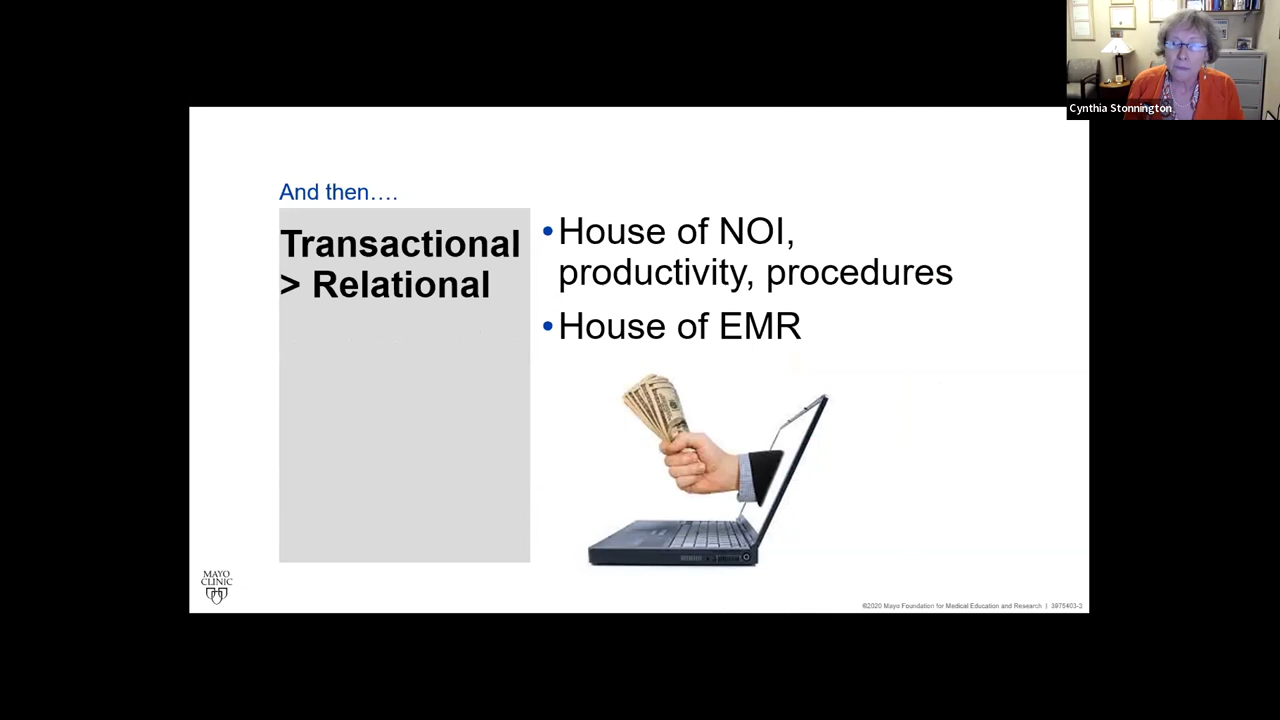 Cynthia Stonnington
And then….
Transactional
> Relational
•House of NOI,
productivity, procedures
•House of EMR
MAYO
CLINIC
©2020 Mayo Foundation for Medical Education and Research | 3975403-3